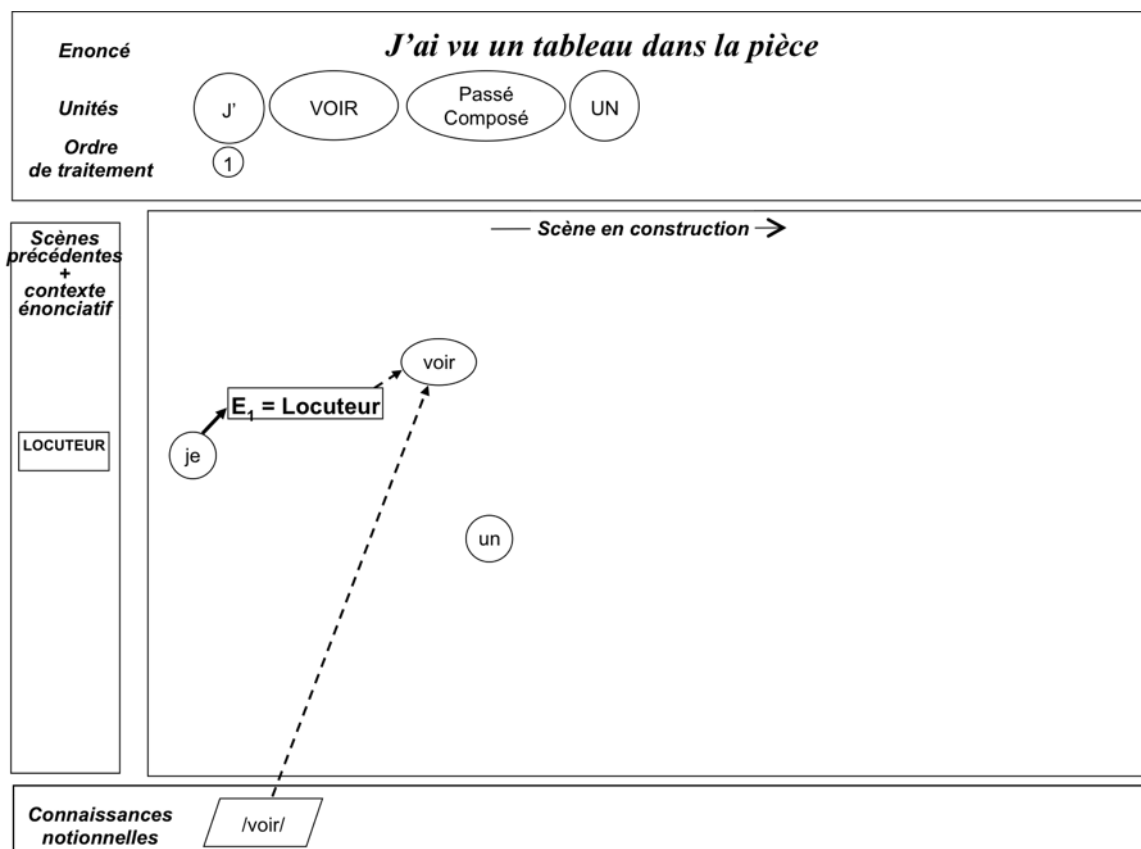 Enoncé
J'ai vu un tableau dans la pièce
Unités
J'
VOIR
Passé
Composé
UN
Ordre
de traitement
1
Scènes
précédentes
+
contexte
énonciatif
Scène en construction
voir
E1 = Locuteur
LOCUTEUR
je
un
Connaissances
notionnelles
/voir/